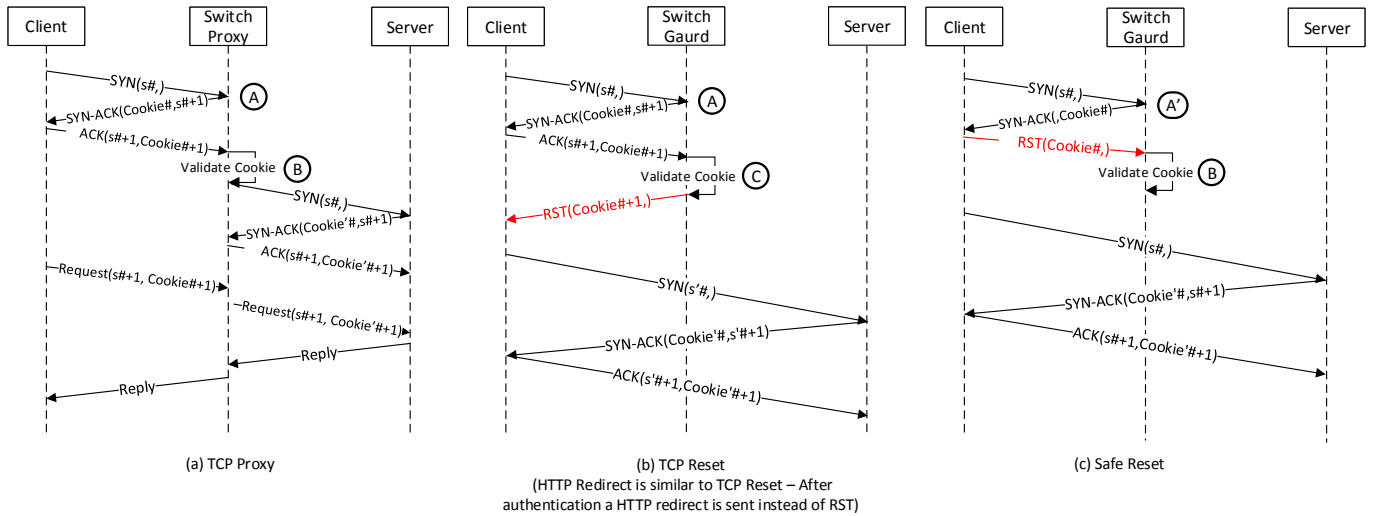 Client
Switch
Proxy
Server
SYN(s#,)
A
SYN-ACK(Cookie#,s#+1)
ACK(s#+1,Cookie#+1)
Validate Cookie
B
SYN(s#,)
SYN-ACK(Cookie'#,s#+1)
ACK(s#+1,Cookie'#+1)
Request(s#+1, Cookie#+1)
Request(s#+1, Cookie'#+1)
Reply
Reply
(a) TCP Proxy
Client
Switch
Gaurd
Server
SYN(s#,)
A
SYN-ACK(Cookie#,s#+1)
ACK(s#+1,Cookie#+1)
Validate Cookie
C
RST(Cookie#+1,)
SYN(s'#,)
SYN-ACK(Cookie'#,s'#+1)
ACK(s'#+1,Cookie'#+1)
(b) TCP Reset
(HTTP Redirect is similar to TCP Reset – After
authentication a HTTP redirect is sent instead of RST)
Client
Switch
Gaurd
Server
SYN(s#,)
A'
SYN-ACK(,Cookie#)
RST(Cookie#,)
Validate Cookie
B
SYN(s#,)
SYN-ACK(Cookie'#,s#+1)
ACK(s#+1,Cookie'#+1)
(c) Safe Reset